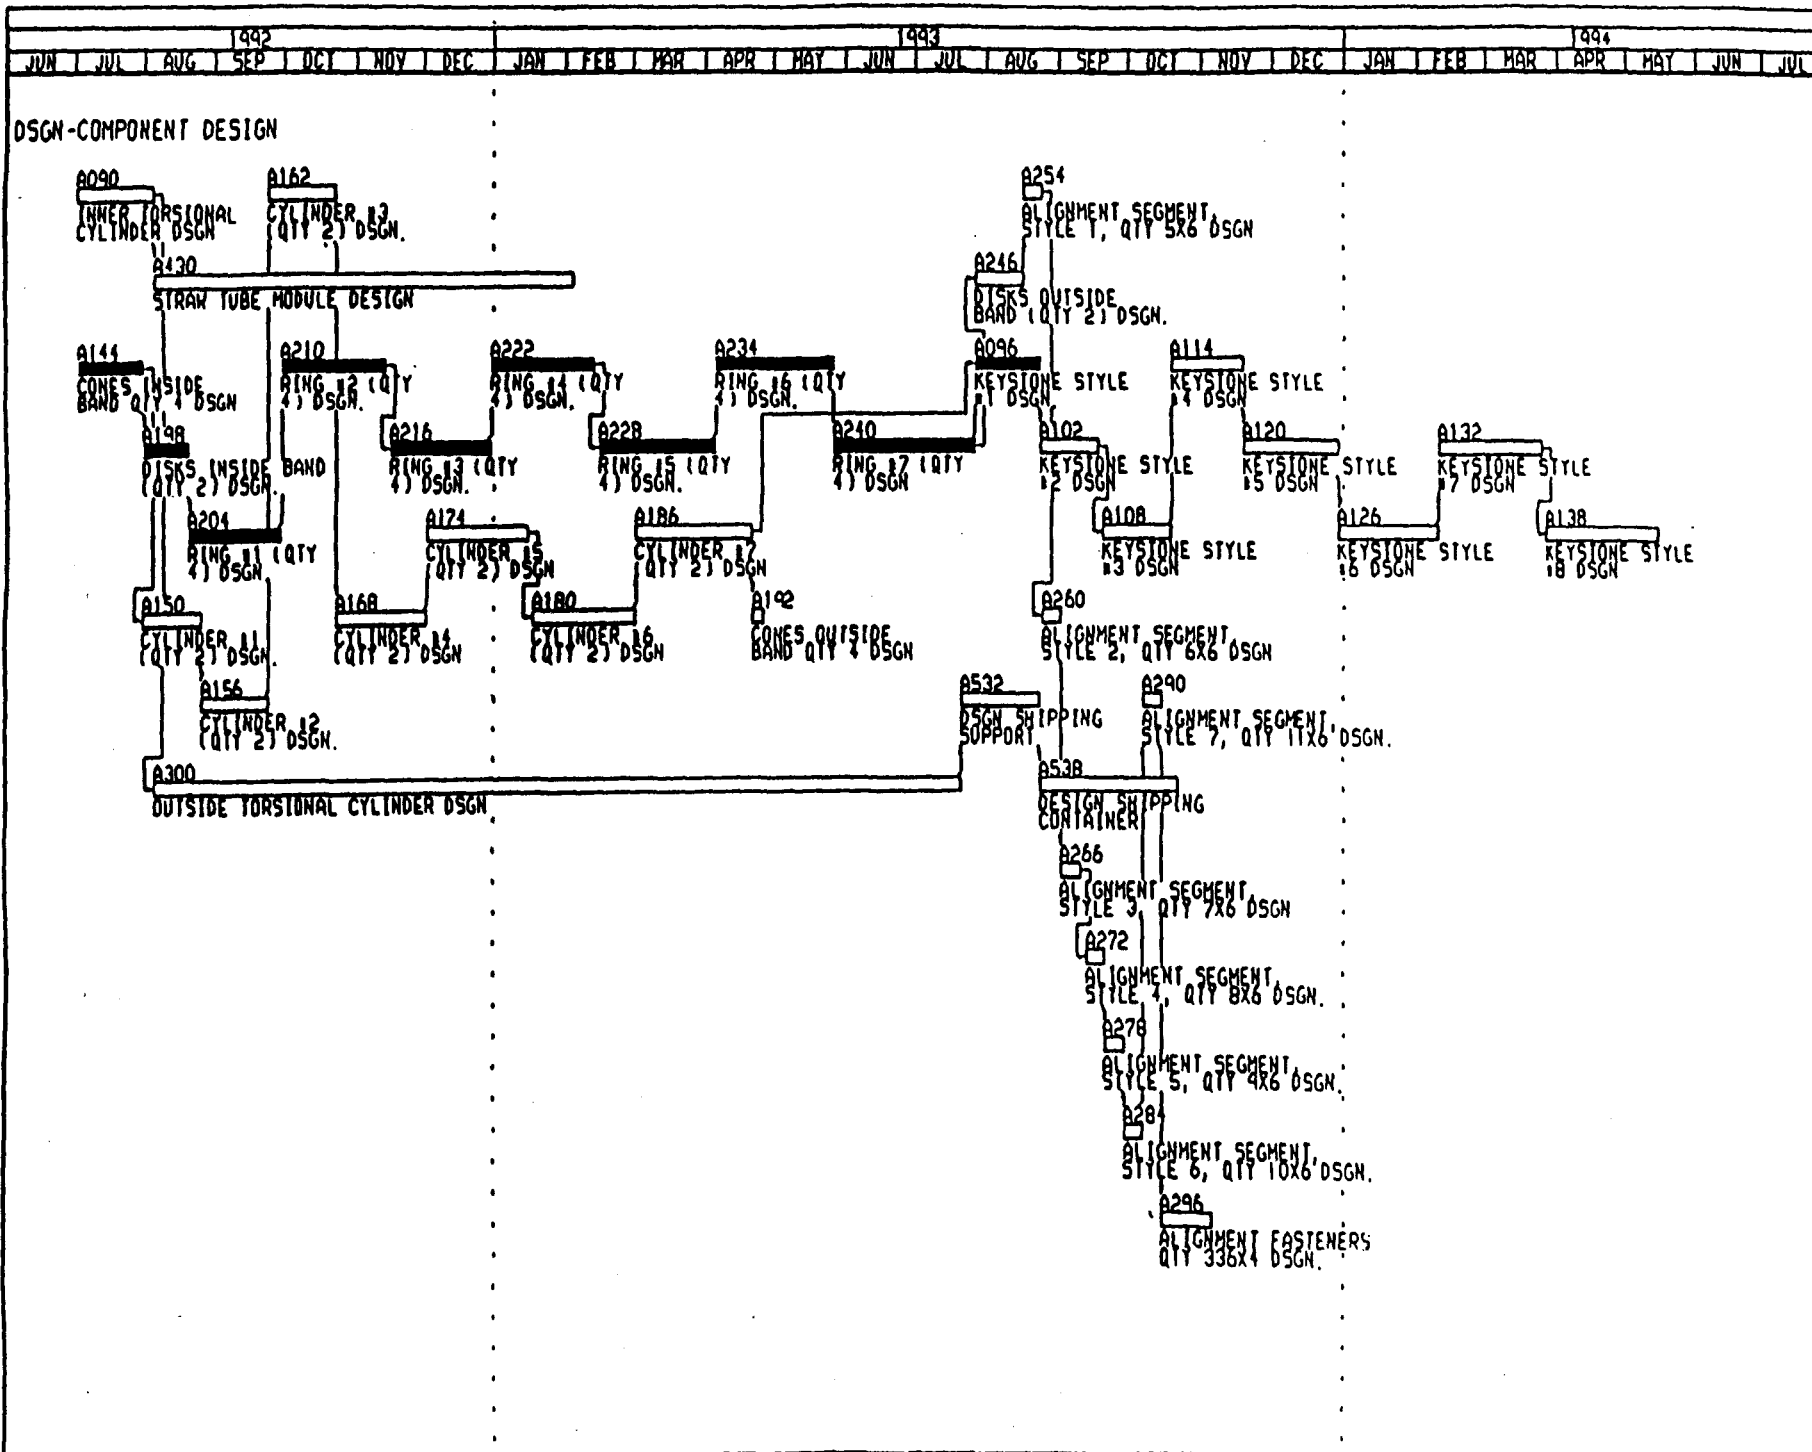 1992 1993 1994
JUN JUL AUG SEP OCT NOV DEC JAN FEB MAR APR MAY JUN JUL AUG SEP OCT NOV DEC JAN FEB MAR APR MAY JUN JUL
DSGN-COMPONENT DESIGN
A090
INNER TORSIONAL
CYLINDER DSGN
A162
CYLINDER #3
(QTY 2) DSGN.
A254
ALIGNMENT SEGMENT,
STYLE 1, QTY 5X6 DSGN
A430
STRAW TUBE MODULE DESIGN
A246
DISKS OUTSIDE
BAND (QTY 2) DSGN.
A144
CONES INSIDE
BAND QTY 4 DSGN
A210
RING #2 (QTY
4) DSGN.
A222
RING #4 (QTY
4) DSGN.
A234
RING #6 (QTY
4) DSGN.
A096
KEYSTONE STYLE
#1 DSGN
A114
KEYSTONE STYLE
#4 DSGN
A198
DISKS INSIDE BAND
(QTY 2) DSGN.
A216
RING #3 (QTY
4) DSGN.
A228
RING #5 (QTY
4) DSGN.
A240
RING #7 (QTY
4) DSGN
A102
KEYSTONE STYLE
#2 DSGN
A120
KEYSTONE STYLE
#5 DSGN
A132
KEYSTONE STYLE
#7 DSGN
A204
RING #1 (QTY
4) DSGN
A174
CYLINDER #5
(QTY 2) DSGN
A186
CYLINDER #7
(QTY 2) DSGN
A108
KEYSTONE STYLE
#3 DSGN
A126
KEYSTONE STYLE
#6 DSGN
A138
KEYSTONE STYLE
#8 DSGN
A150
CYLINDER #1
(QTY 2) DSGN.
A168
CYLINDER #4
(QTY 2) DSGN
A180
CYLINDER #6
(QTY 2) DSGN
A192
CONES OUTSIDE
BAND QTY 4 DSGN
A260
ALIGNMENT SEGMENT,
STYLE 2, QTY 6X6 DSGN
A156
CYLINDER #2
(QTY 2) DSGN.
A532
DSGN SHIPPING
SUPPORT
A290
ALIGNMENT SEGMENT,
STYLE 7, QTY 11X6 DSGN.
A300
OUTSIDE TORSIONAL CYLINDER DSGN
A538
DESIGN SHIPPING
CONTAINER
A266
ALIGNMENT SEGMENT,
STYLE 3, QTY 7X6 DSGN
A272
ALIGNMENT SEGMENT,
STYLE 4, QTY 8X6 DSGN.
A278
ALIGNMENT SEGMENT,
STYLE 5, QTY 9X6 DSGN.
A284
ALIGNMENT SEGMENT,
STYLE 6, QTY 10X6 DSGN.
A296
ALIGNMENT FASTENERS
QTY 336X4 DSGN.